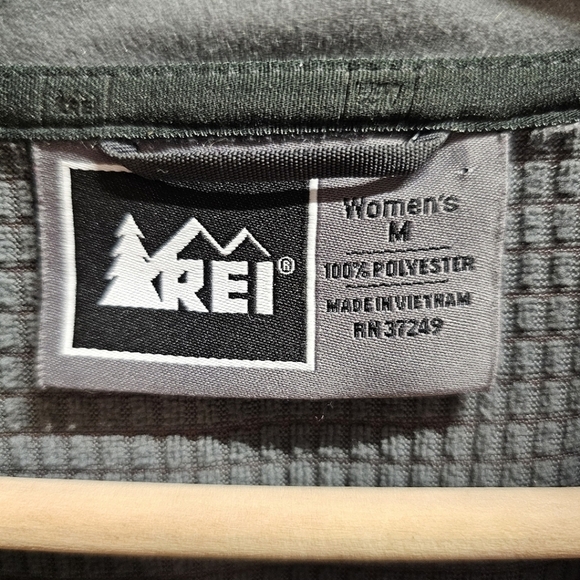 REI®
Women's
M
100% POLYESTER
MADE IN VIETNAM
RN 37249